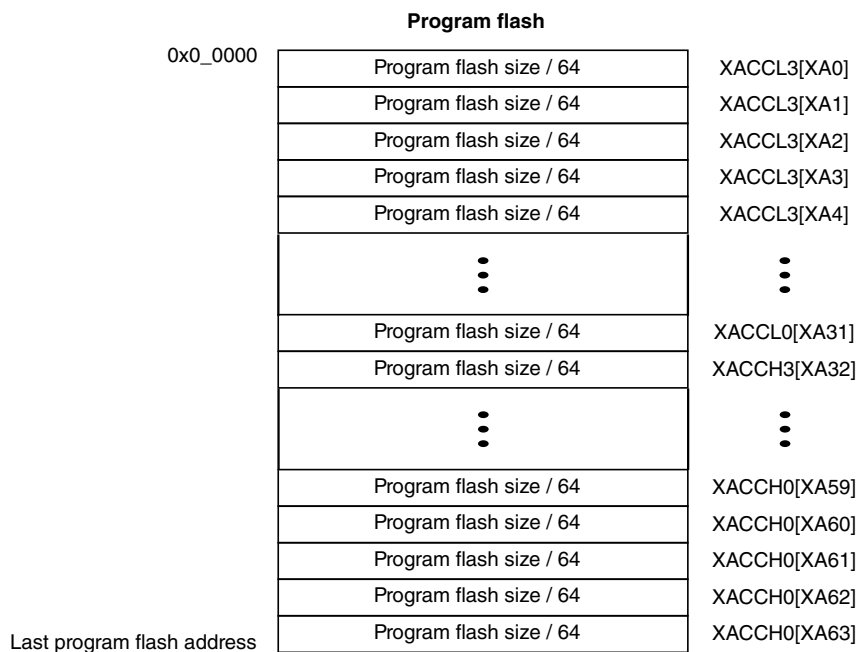 Program flash
0x0_0000
Program flash size / 64 XACCL3[XA0]
Program flash size / 64 XACCL3[XA1]
Program flash size / 64 XACCL3[XA2]
Program flash size / 64 XACCL3[XA3]
Program flash size / 64 XACCL3[XA4]
Program flash size / 64 XACCL0[XA31]
Program flash size / 64 XACCH3[XA32]
Program flash size / 64 XACCH0[XA59]
Program flash size / 64 XACCH0[XA60]
Program flash size / 64 XACCH0[XA61]
Program flash size / 64 XACCH0[XA62]
Program flash size / 64 XACCH0[XA63]
Last program flash address